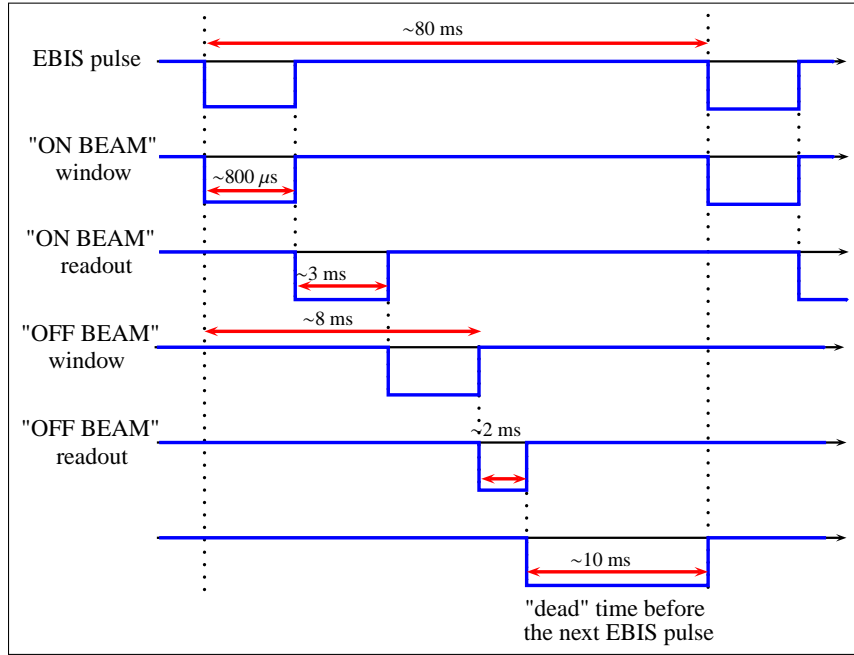 ~80 ms
EBIS pulse
"ON BEAM"
window
~800 μs
"ON BEAM"
readout
~3 ms
~8 ms
"OFF BEAM"
window
"OFF BEAM"
readout
~2 ms
~10 ms
"dead" time before
the next EBIS pulse